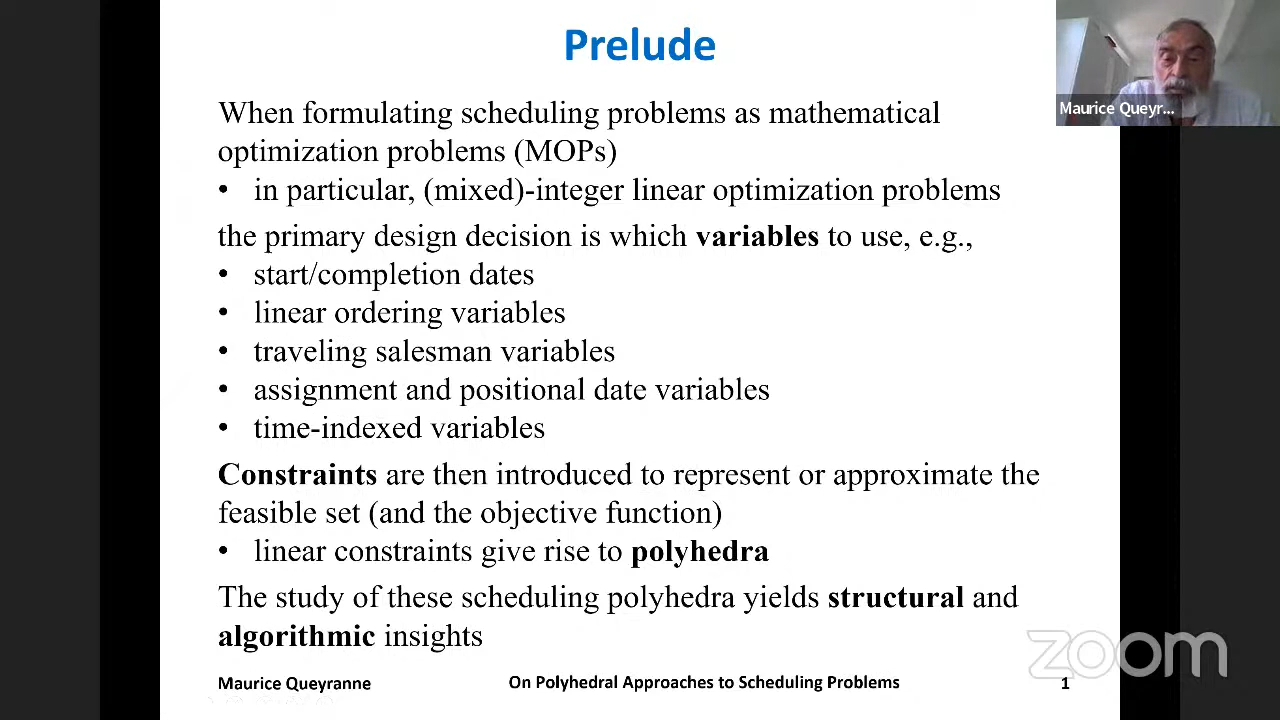 Prelude
Maurice Queyr...
When formulating scheduling problems as mathematical
optimization problems (MOPs)
• in particular, (mixed)-integer linear optimization problems
the primary design decision is which variables to use, e.g.,
• start/completion dates
• linear ordering variables
• traveling salesman variables
• assignment and positional date variables
• time-indexed variables
Constraints are then introduced to represent or approximate the
feasible set (and the objective function)
• linear constraints give rise to polyhedra
The study of these scheduling polyhedra yields structural and
algorithmic insights
zoom
Maurice Queyranne On Polyhedral Approaches to Scheduling Problems 1